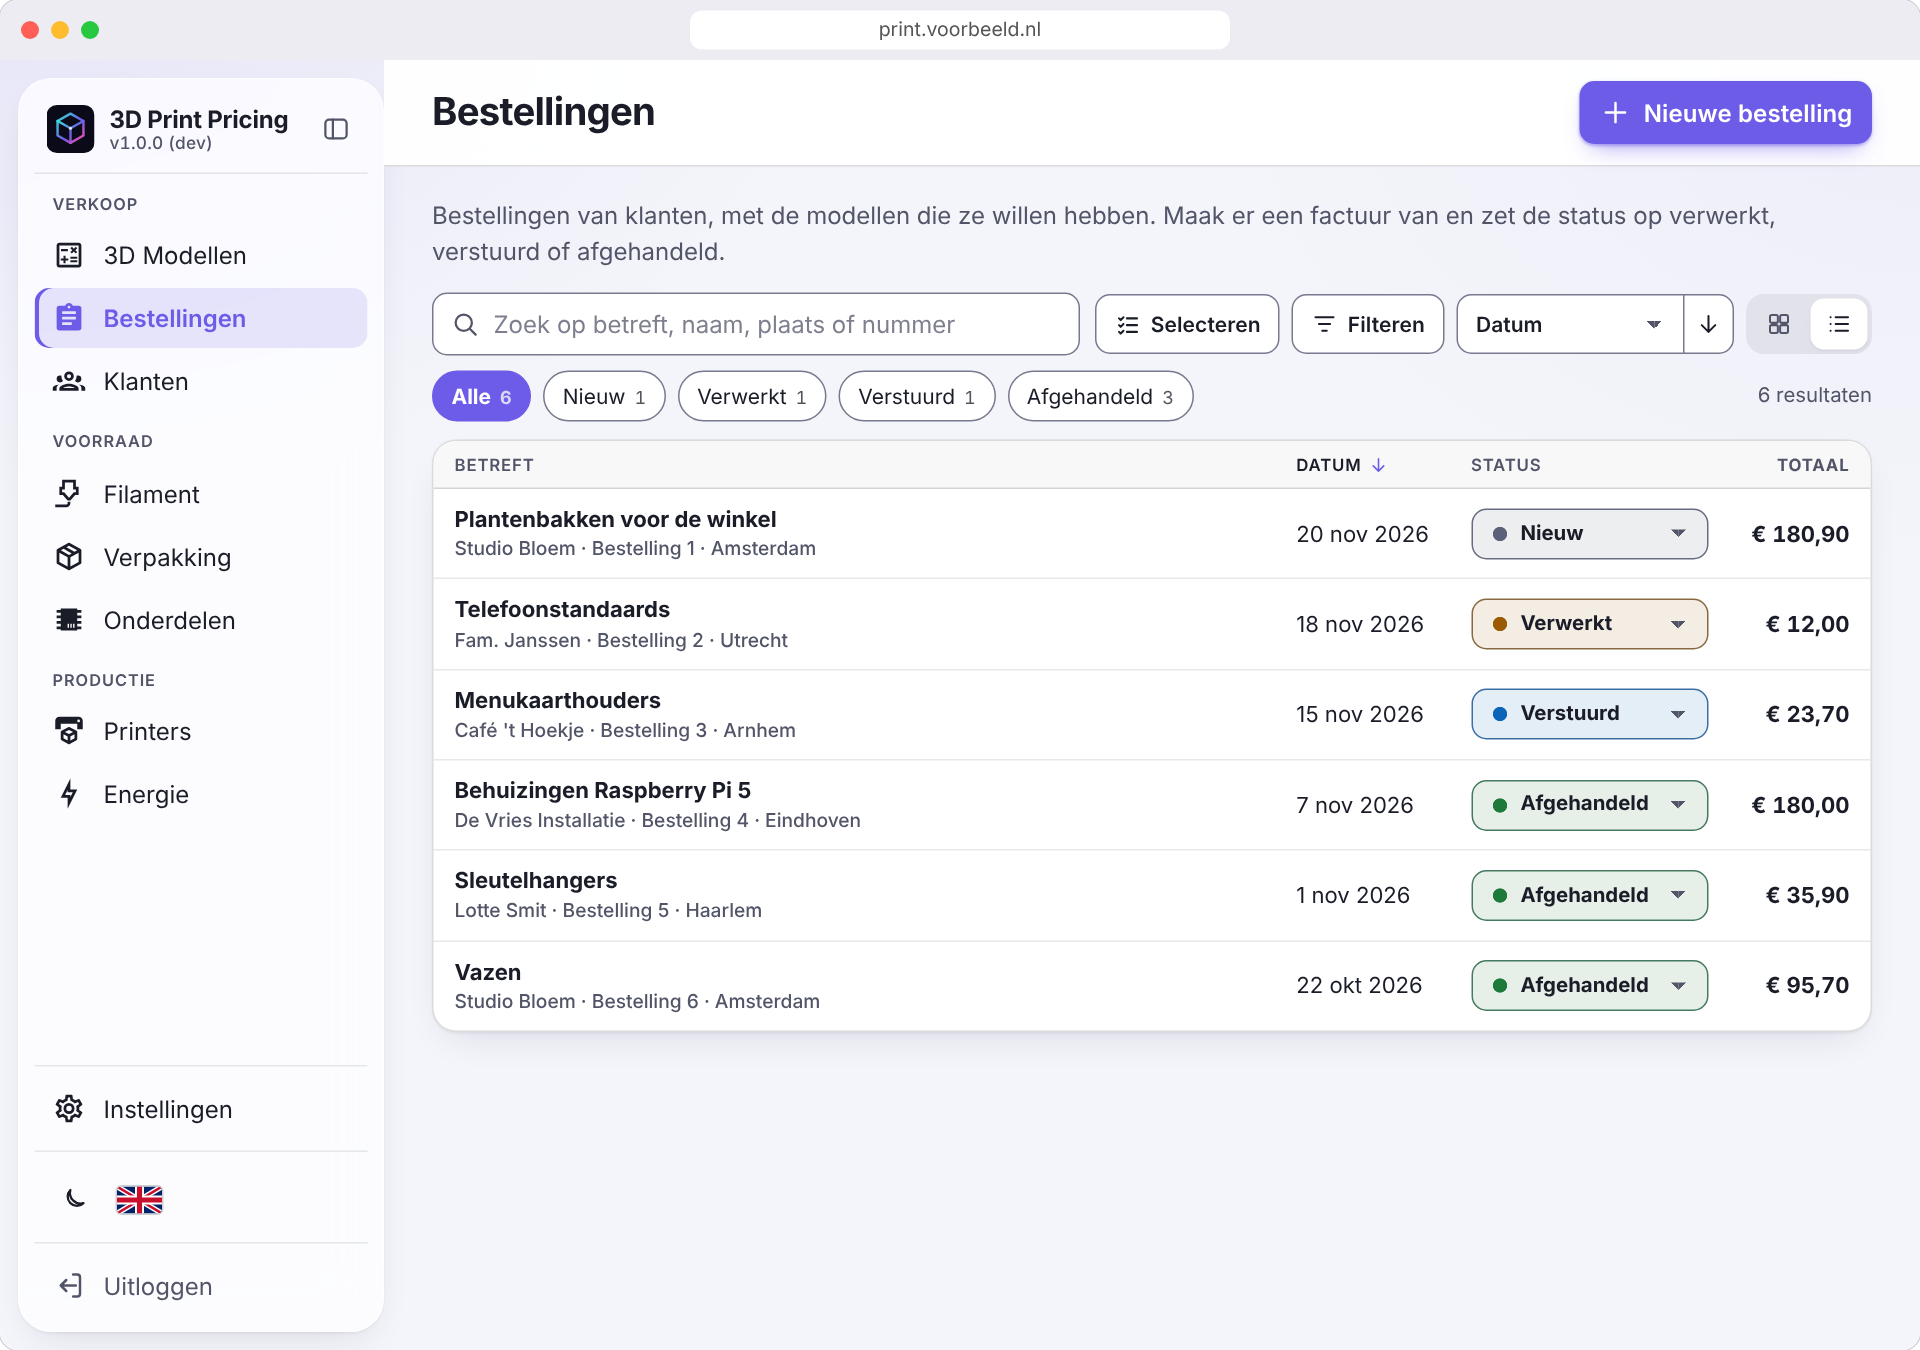 print.voorbeeld.nl
3D Print Pricing
v1.0.0 (dev)
VERKOOP
3D Modellen
Bestellingen
Klanten
VOORRAAD
Filament
Verpakking
Onderdelen
PRODUCTIE
Printers
Energie
Instellingen
Uitloggen
Bestellingen
Nieuwe bestelling
Bestellingen van klanten, met de modellen die ze willen hebben. Maak er een factuur van en zet de status op verwerkt,
verstuurd of afgehandeld.
Zoek op betreft, naam, plaats of nummer
Selecteren
Filteren
Datum
Alle 6
Nieuw 1
Verwerkt 1
Verstuurd 1
Afgehandeld 3
6 resultaten
BETREFT DATUM STATUS TOTAAL
Plantenbakken voor de winkel
Studio Bloem · Bestelling 1 · Amsterdam
20 nov 2026 Nieuw € 180,90
Telefoonstandaards
Fam. Janssen · Bestelling 2 · Utrecht
18 nov 2026 Verwerkt € 12,00
Menukaarthouders
Café 't Hoekje · Bestelling 3 · Arnhem
15 nov 2026 Verstuurd € 23,70
Behuizingen Raspberry Pi 5
De Vries Installatie · Bestelling 4 · Eindhoven
7 nov 2026 Afgehandeld € 180,00
Sleutelhangers
Lotte Smit · Bestelling 5 · Haarlem
1 nov 2026 Afgehandeld € 35,90
Vazen
Studio Bloem · Bestelling 6 · Amsterdam
22 okt 2026 Afgehandeld € 95,70